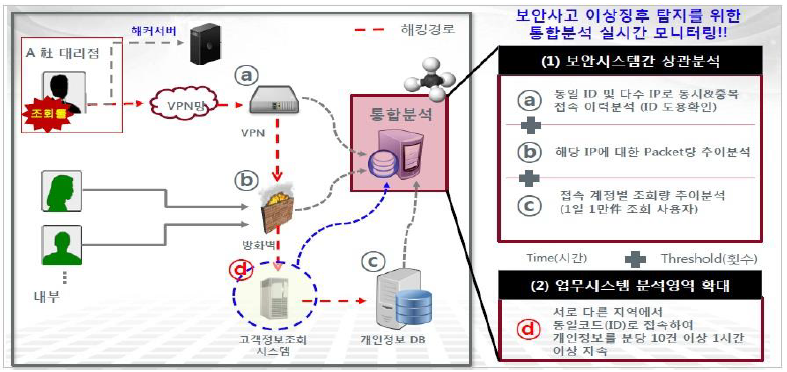 해커서버
해킹경로
A 社 대리점
조회툴
VPN망
ⓐ
VPN
통합분석
ⓑ
방화벽
내부
ⓓ
고객정보조회
시스템
ⓒ
개인정보 DB
보안사고 이상징후 탐지를 위한
통합분석 실시간 모니터링!!
(1) 보안시스템간 상관분석
ⓐ 동일 ID 및 다수 IP로 동시&중복
접속 이력분석 (ID 도용확인)
ⓑ 해당 IP에 대한 Packet량 추이분석
ⓒ 접속 계정별 조회량 추이분석
(1일 1만件 조회 사용자)
Time(시간) Threshold(횟수)
(2) 업무시스템 분석영역 확대
ⓓ 서로 다른 지역에서
동일코드(ID)로 접속하여
개인정보를 분당 10건 이상 1시간
이상 지속